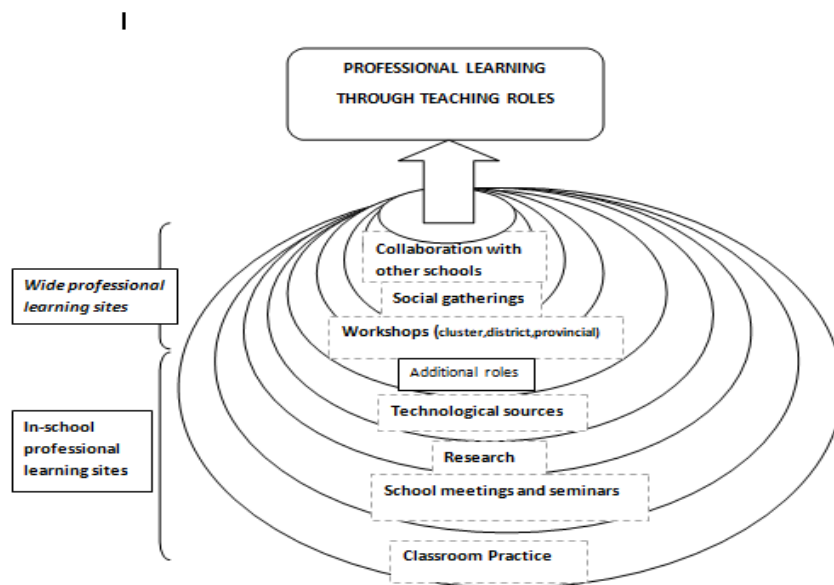 I
PROFESSIONAL LEARNING
THROUGH TEACHING ROLES
Collaboration with
other schools
Social gatherings
Workshops (cluster,district,provincial)
Additional roles
Technological sources
Research
School meetings and seminars
Classroom Practice
Wide professional
learning sites
In-school
professional
learning sites